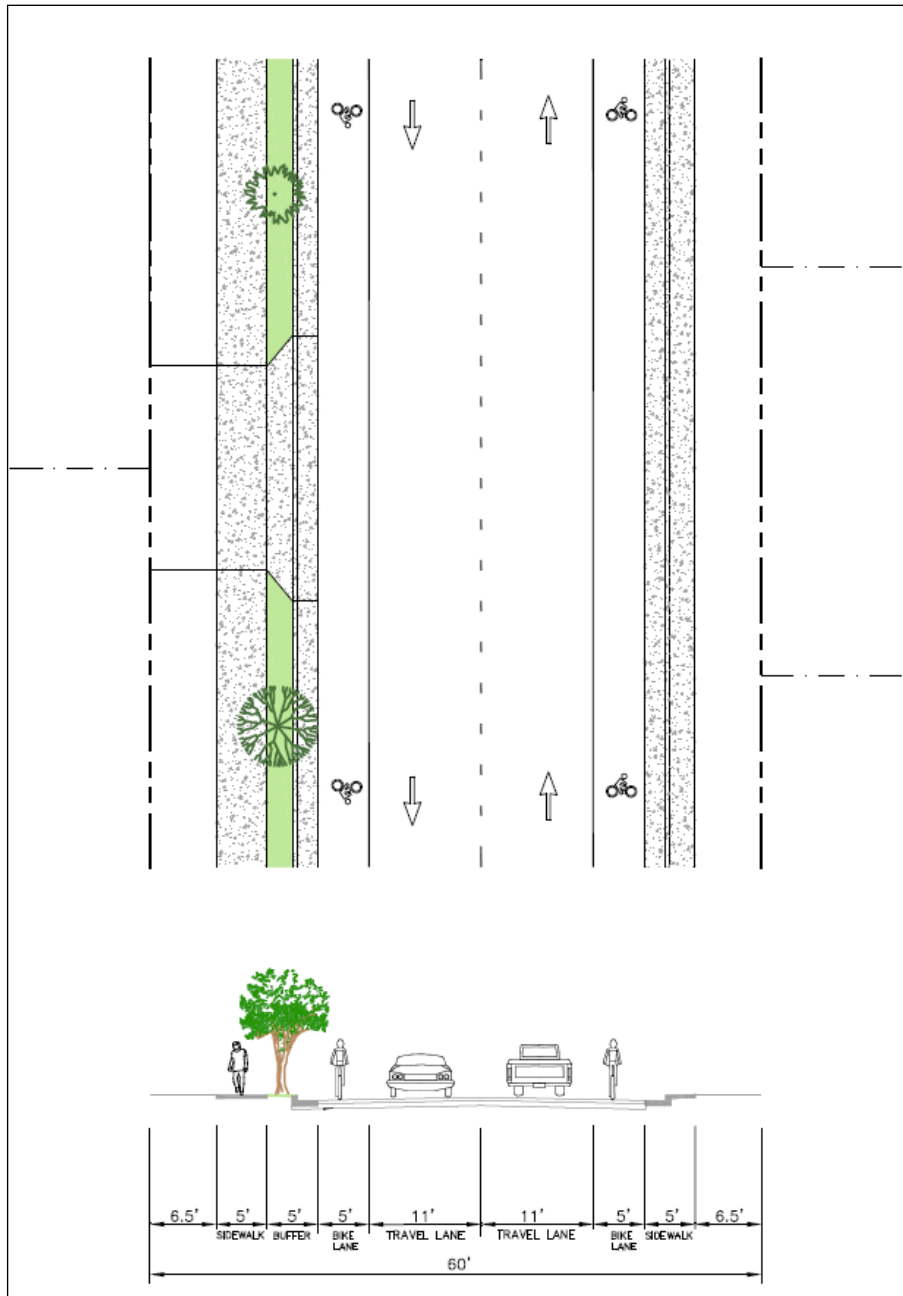 6.5' 5' 5' 5' 11' 11' 5' 5' 6.5'
SIDEWALK BUFFER BIKE LANE TRAVEL LANE TRAVEL LANE BIKE LANE SIDEWALK
60'